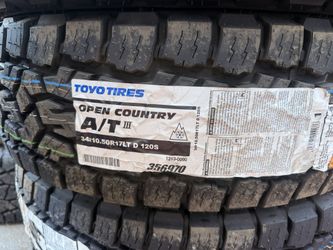 TOYO TIRES
OPEN COUNTRY
A/T III
34x10.50R17LT D 120S
356970